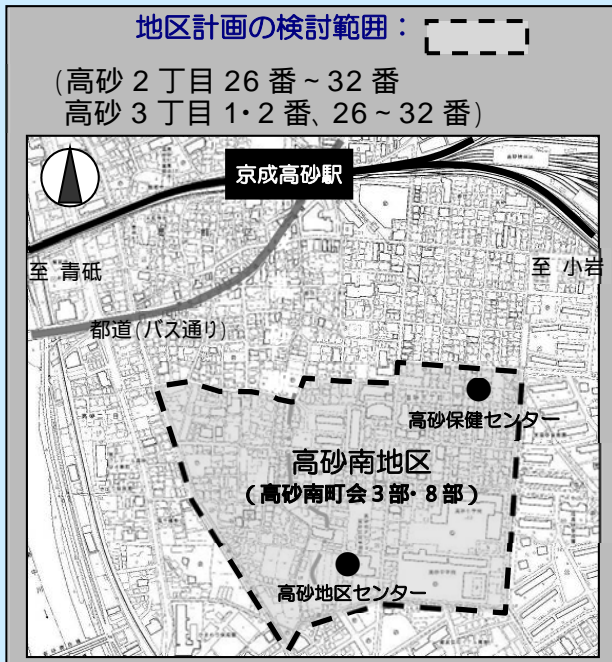 地区計画の検討範囲：
（高砂２丁目 26 番～32 番
高砂３丁目 1・2 番、26～32 番）
京成高砂駅
至 青砥
至 小岩
都道（バス通り）
高砂保健センター
高砂南地区
（高砂南町会３部・８部）
高砂地区センター